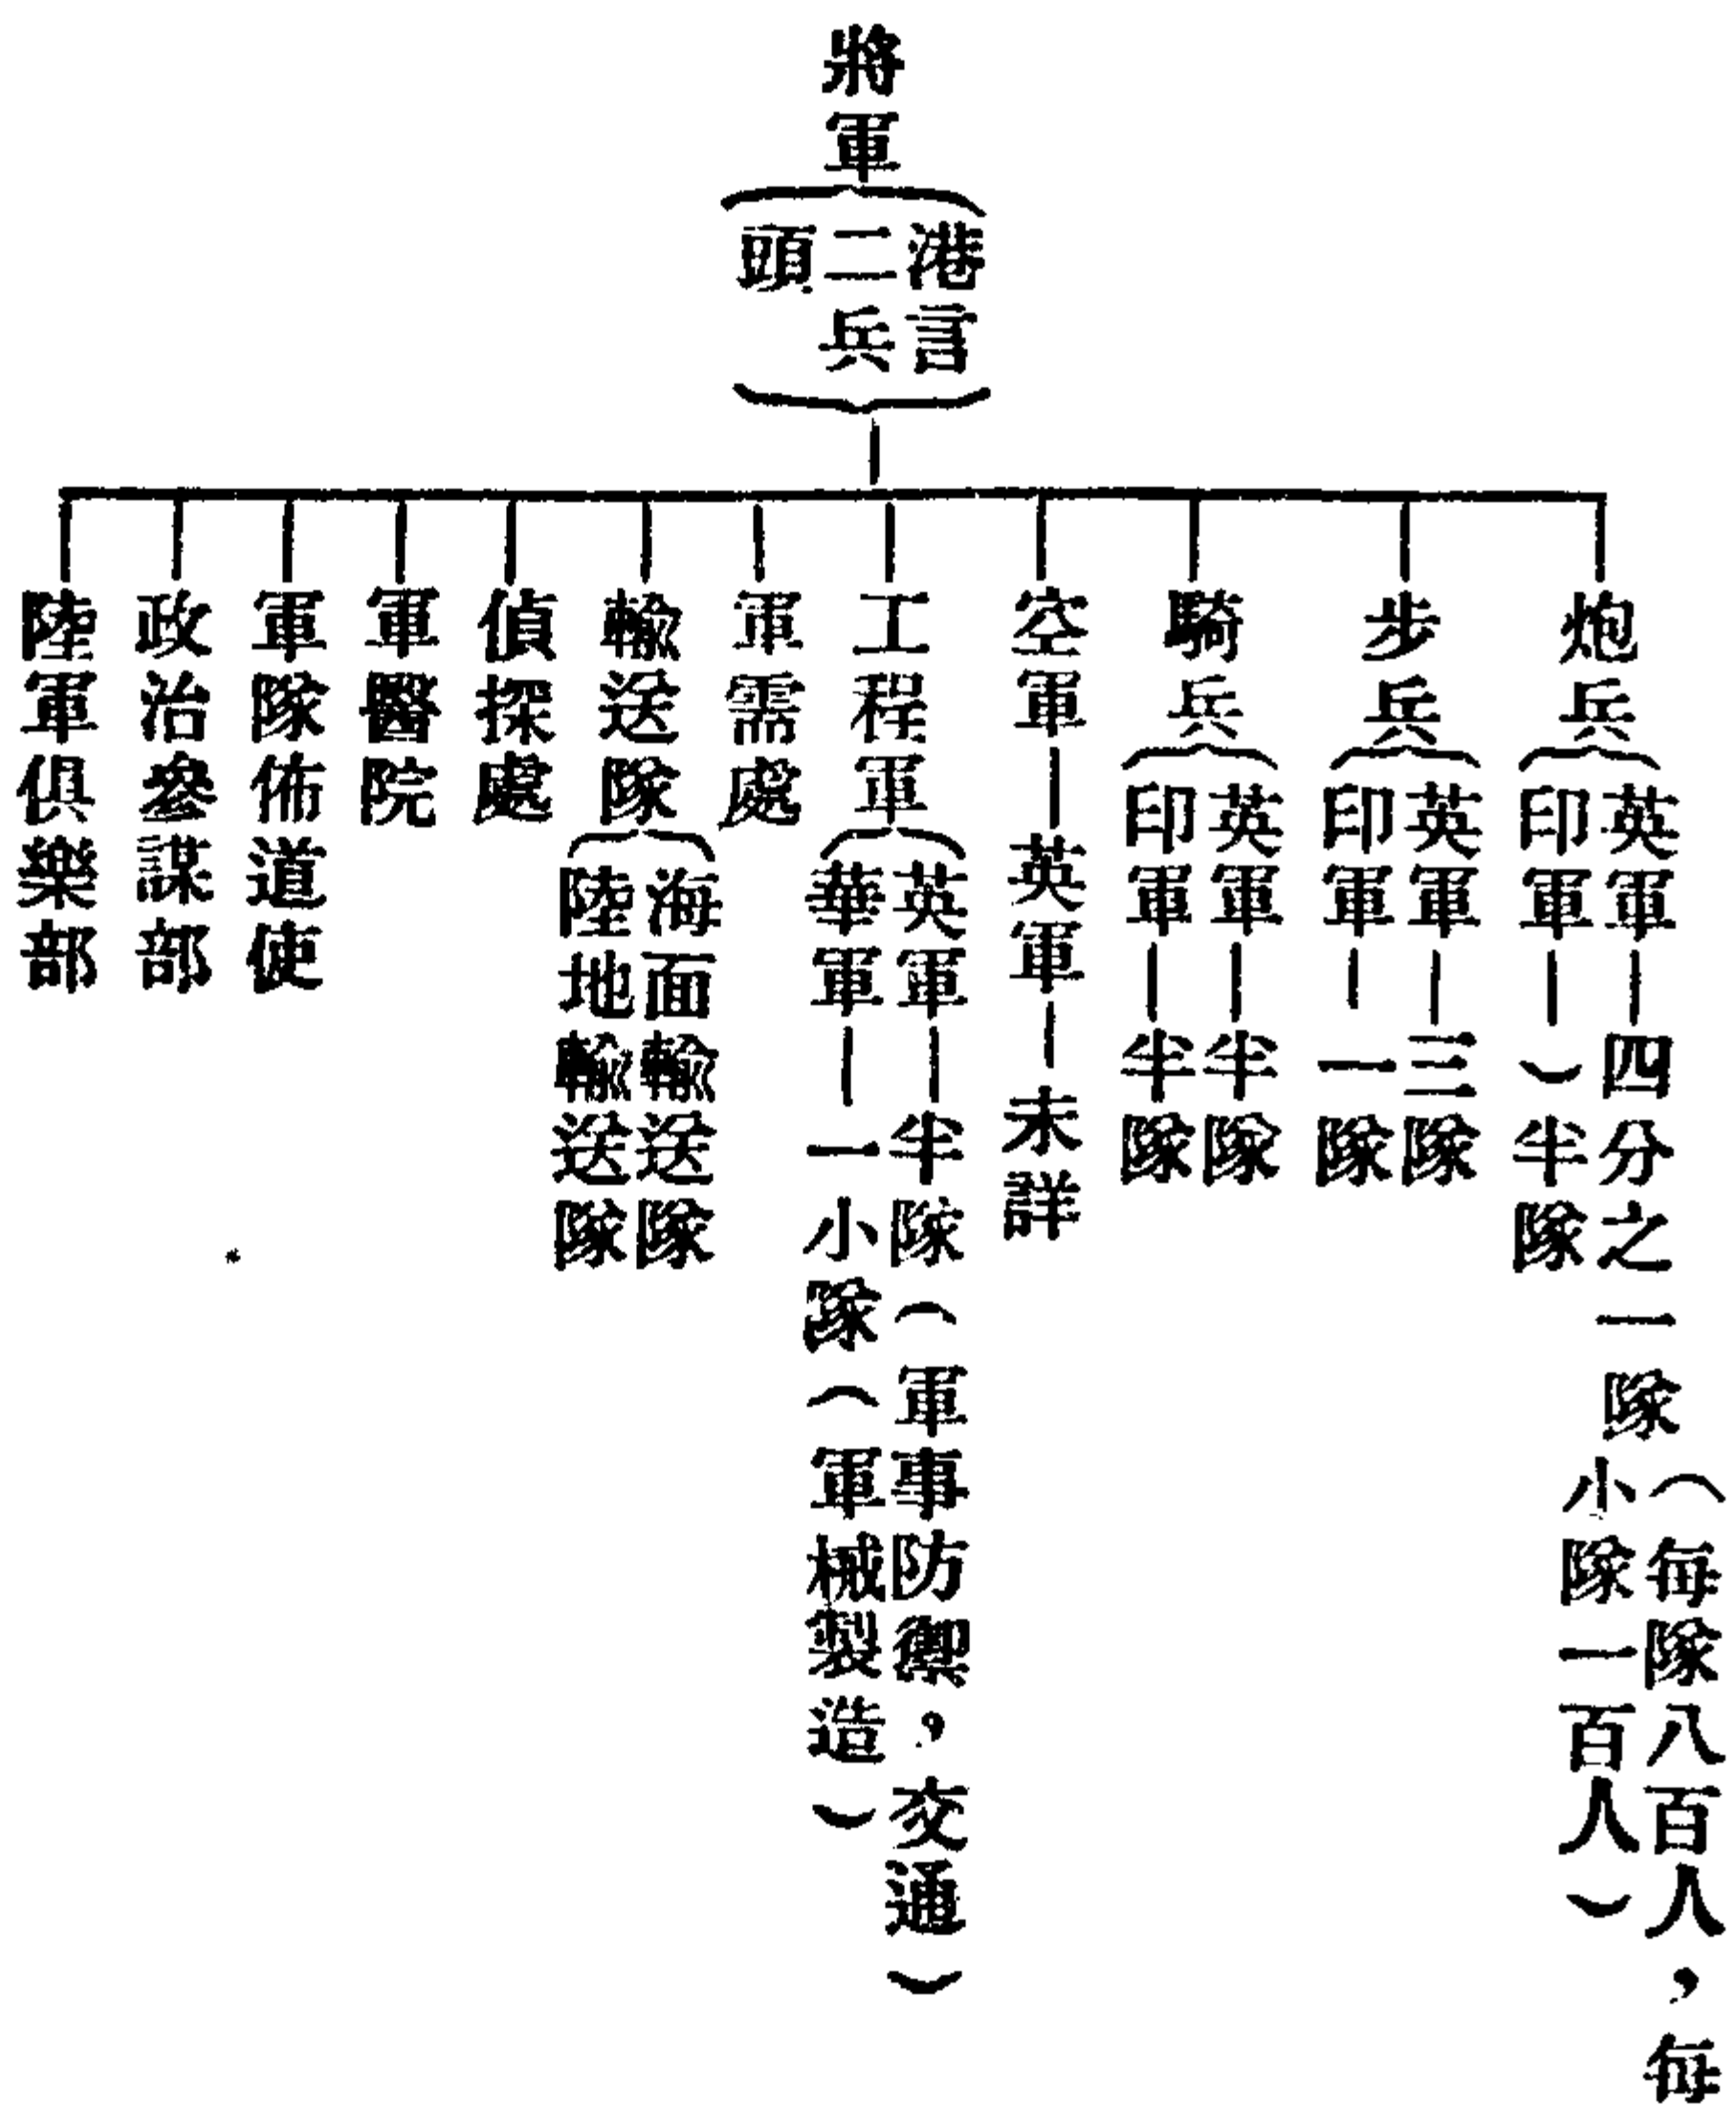 將軍
港言
二兵
頭
炮兵
英軍—四分之一隊
（每隊八百人，每
小隊一百人）
印軍—）半隊
步兵
英軍—三隊
印軍—一隊
騎兵
英軍—半隊
印軍—半隊
空軍—英軍—未詳
工程軍
英軍—半隊（軍事防禦，交通）
華軍—一小隊（軍械製造）
軍需處
輸送隊
海面輸送隊
陸地輸送隊
偵探處
軍醫院
軍隊佈道使
政治參謀部
陸軍俱樂部